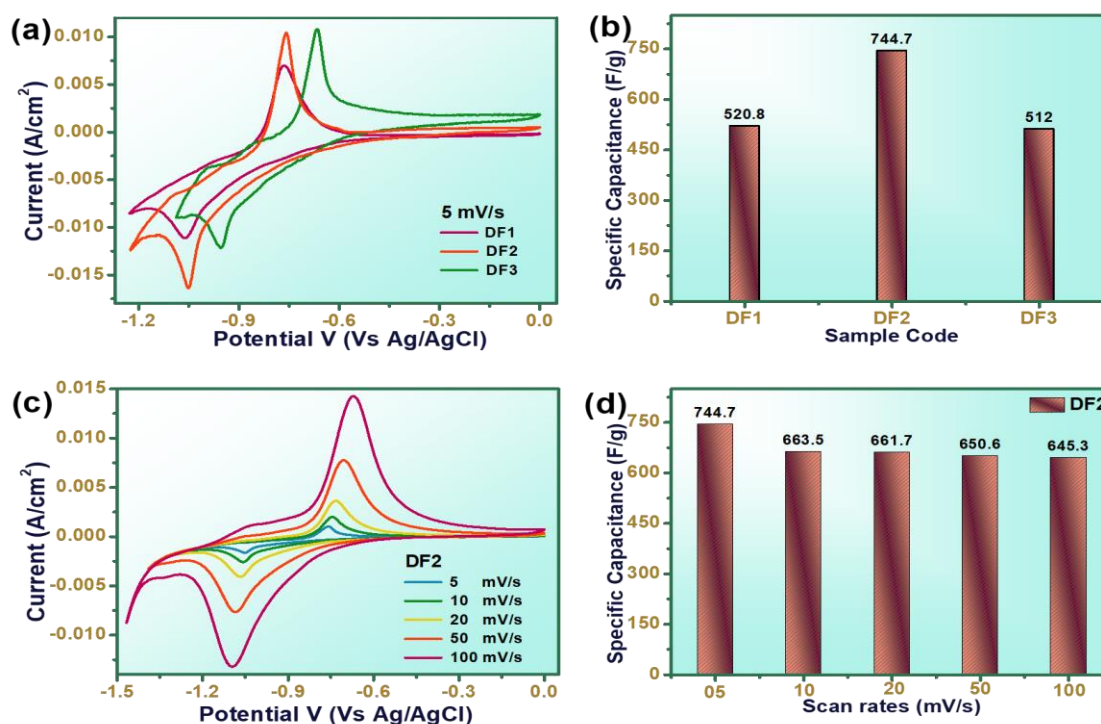 (a)
0.010
0.005
0.000
-0.005
-0.010
-0.015
Current (A/cm²)
5 mV/s
DF1
DF2
DF3
-1.2 -0.9 -0.6 -0.3 0.0
Potential V (Vs Ag/AgCl)
(b)
750
600
450
300
150
0
Specific Capacitance (F/g)
520.8
744.7
512
DF1 DF2 DF3
Sample Code
(c)
0.015
0.010
0.005
0.000
-0.005
-0.010
Current (A/cm²)
DF2
5 mV/s
10 mV/s
20 mV/s
50 mV/s
100 mV/s
-1.5 -1.2 -0.9 -0.6 -0.3 0.0
Potential V (Vs Ag/AgCl)
(d)
DF2
750
600
450
300
150
0
Specific Capacitance (F/g)
744.7
663.5
661.7
650.6
645.3
05 10 20 50 100
Scan rates (mV/s)